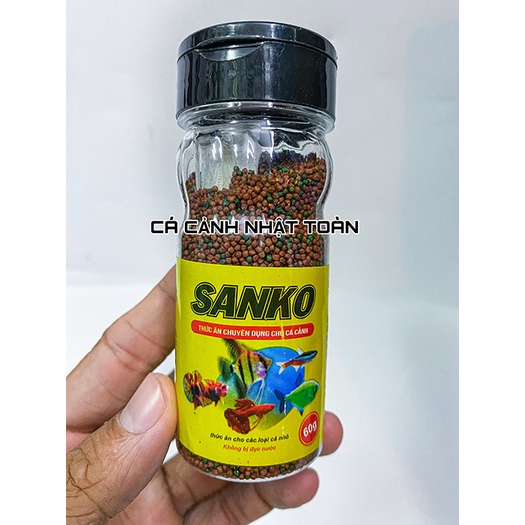 CÁ CẢNH NHẬT TOÀN
SANKO
THỨC ĂN CHUYÊN DỤNG CHO CÁ CẢNH
thức ăn cho các loại cá nhỏ
Không bị đục nước
60g